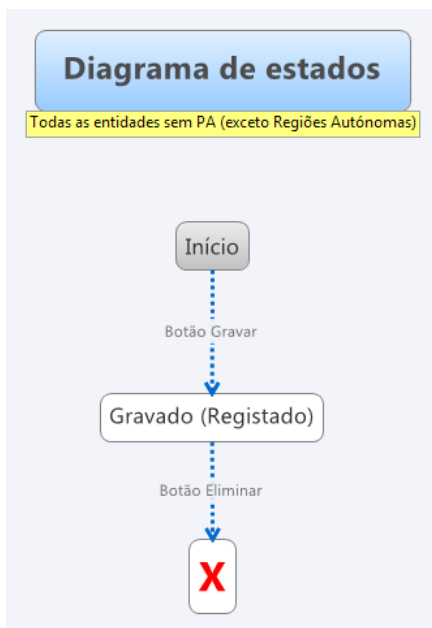 Diagrama de estados
Todas as entidades sem PA (exceto Regiões Autónomas)
Início
Botão Gravar
Gravado (Registado)
Botão Eliminar
X